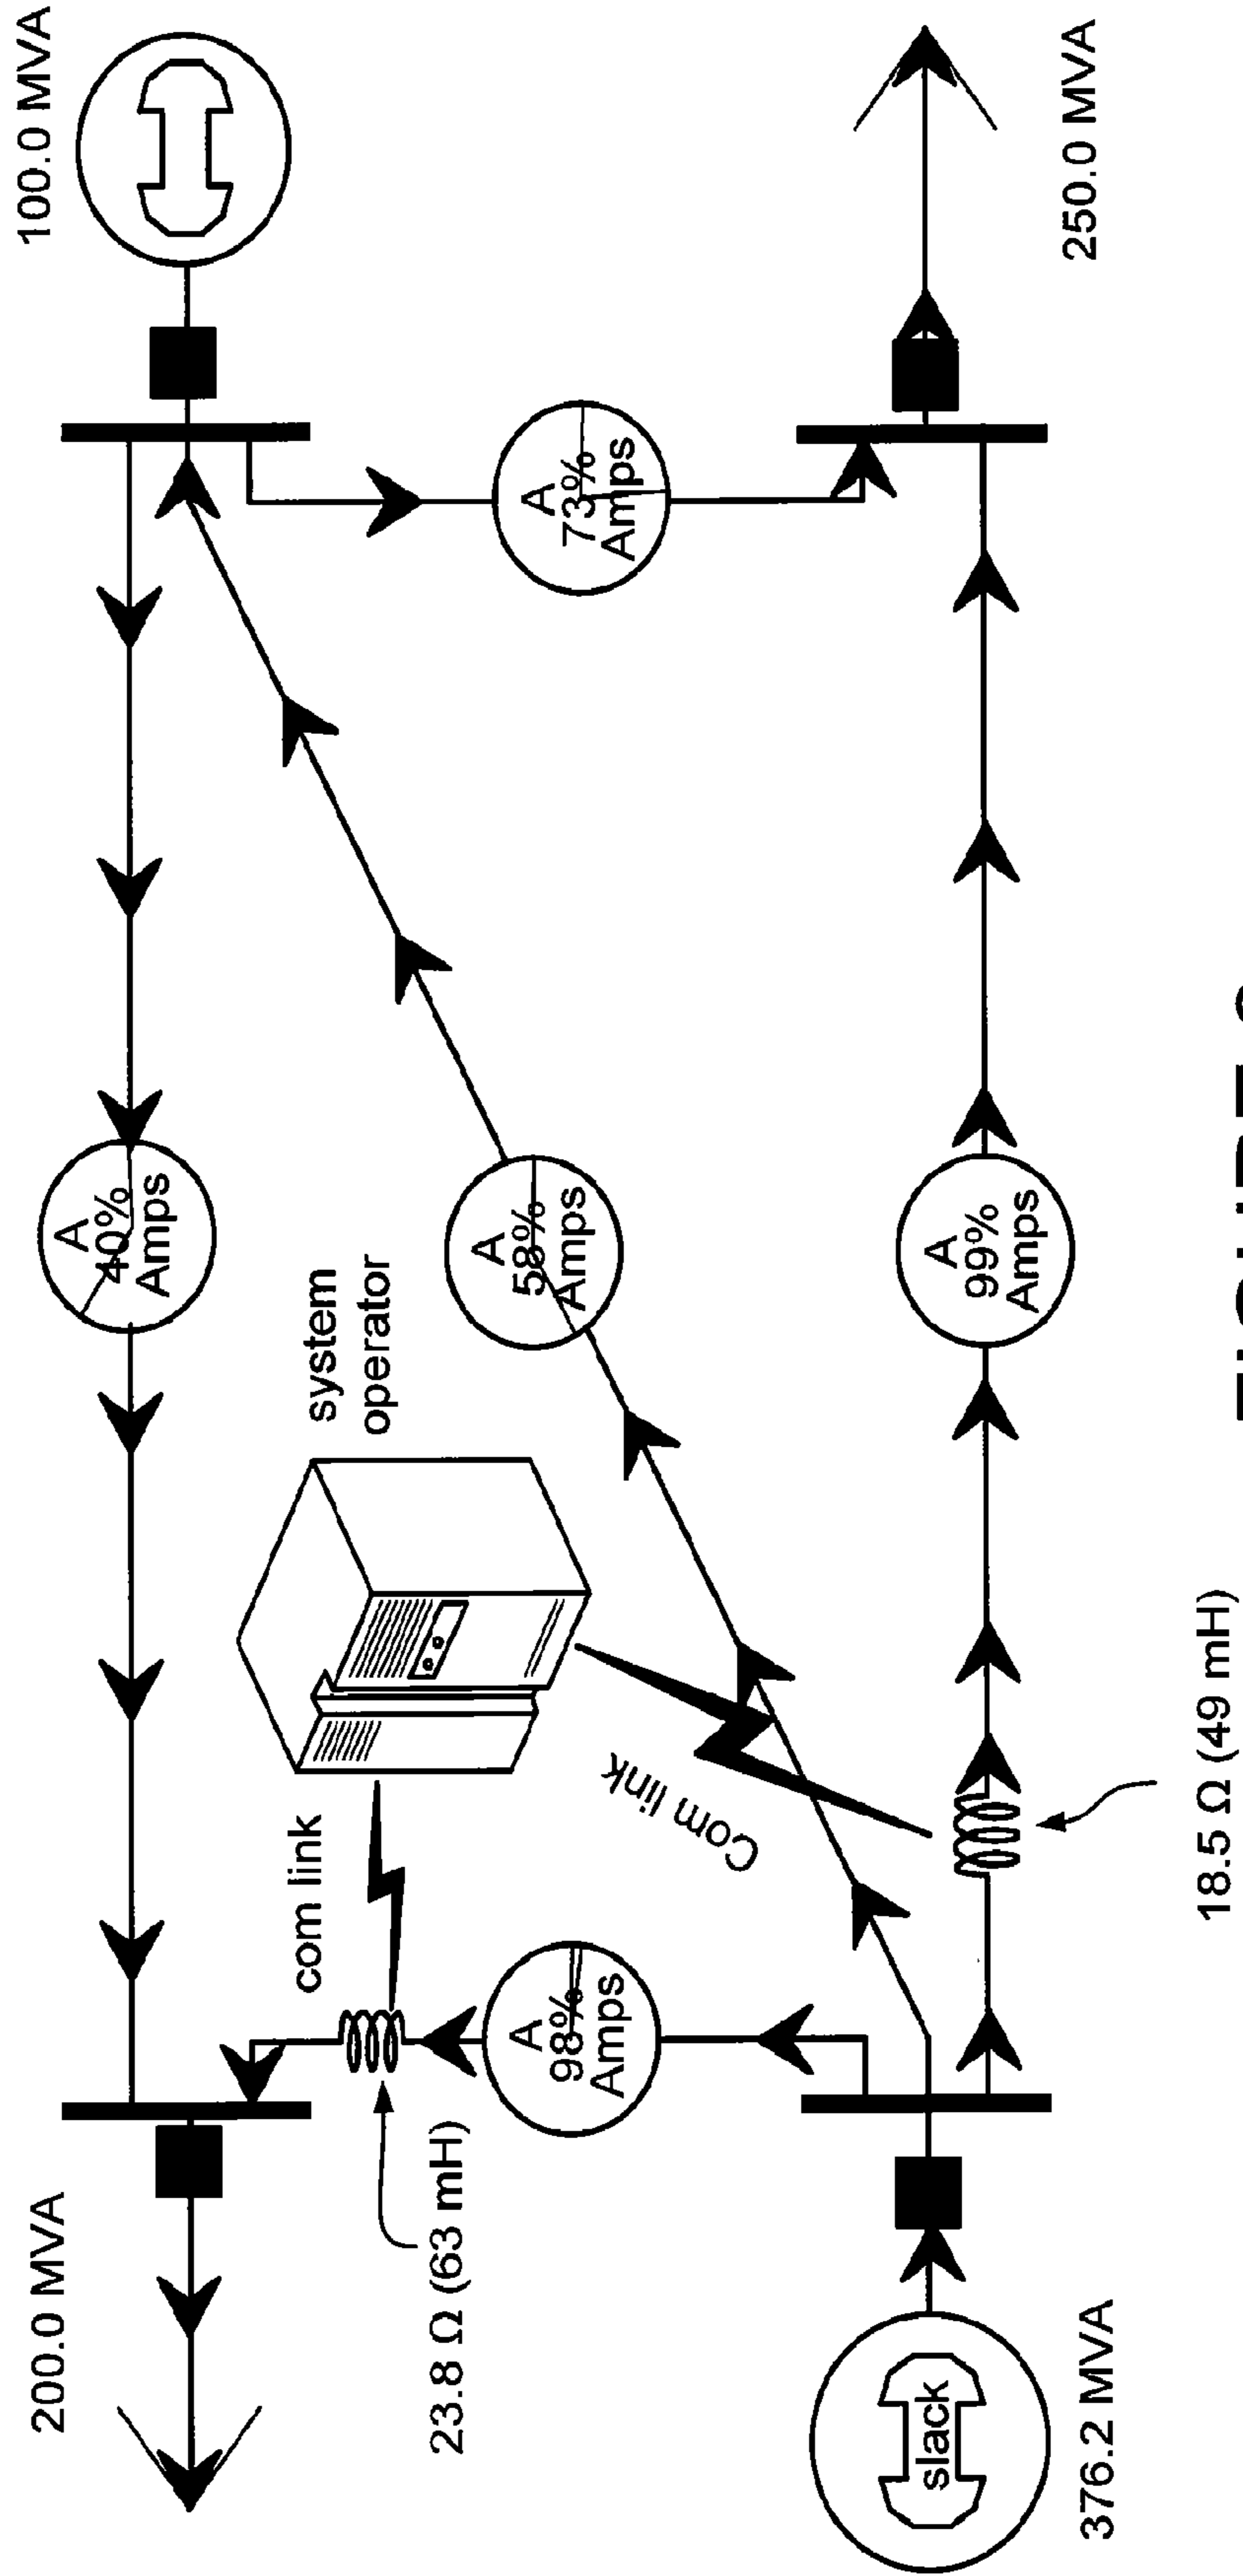 200.0 MVA
100.0 MVA
A
40%
Amps
com link
system
operator
23.8 Ω (63 mH)
A
98%
Amps
A
58%
Amps
A
73%
Amps
Com link
slack
A
99%
Amps
376.2 MVA
250.0 MVA
18.5 Ω (49 mH)
FIGURE